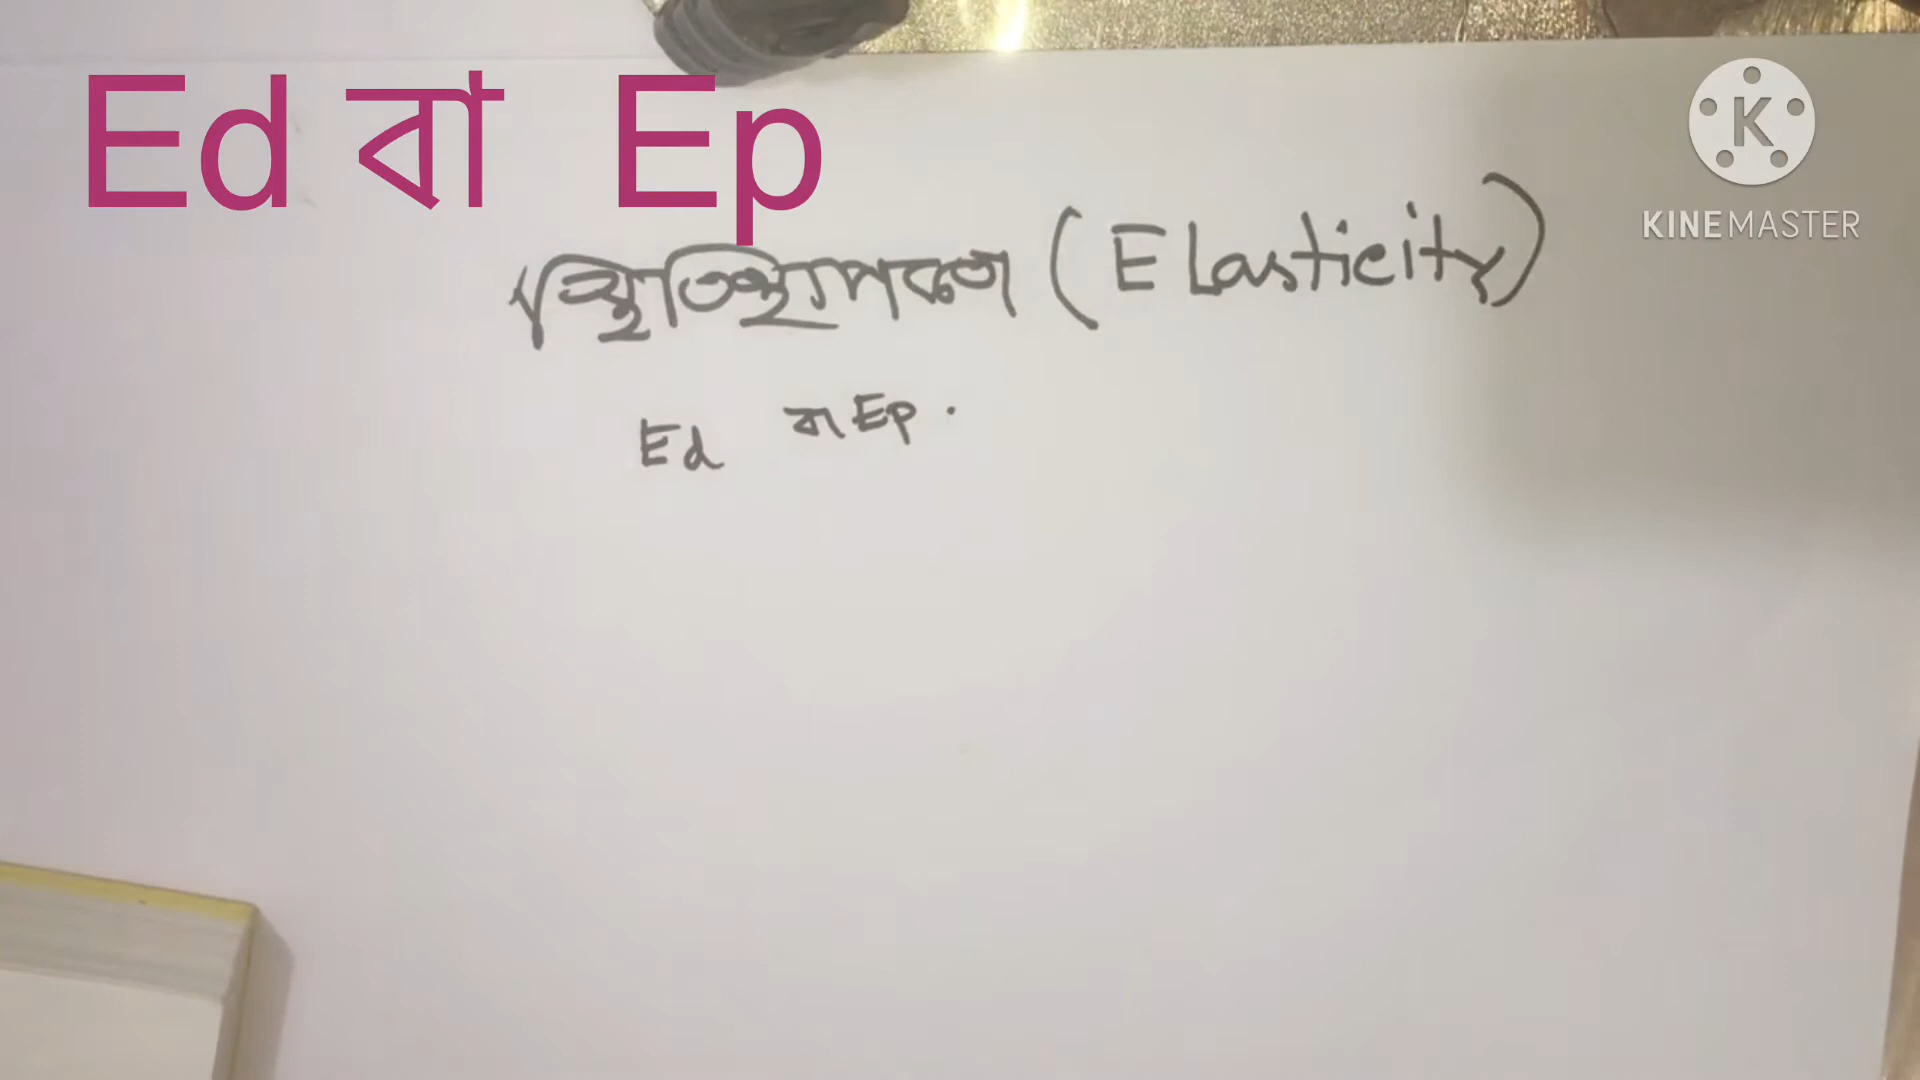 Ed বা Ep
KINEMASTER
স্থিতিস্থাপকতা (Elasticity)
Ed বা Ep .